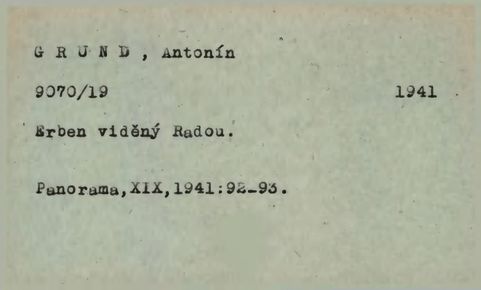 G R U N D , Antonín
9070/19 1941
Erben viděný Radou.
Panorama,XIX,1941:92-93.